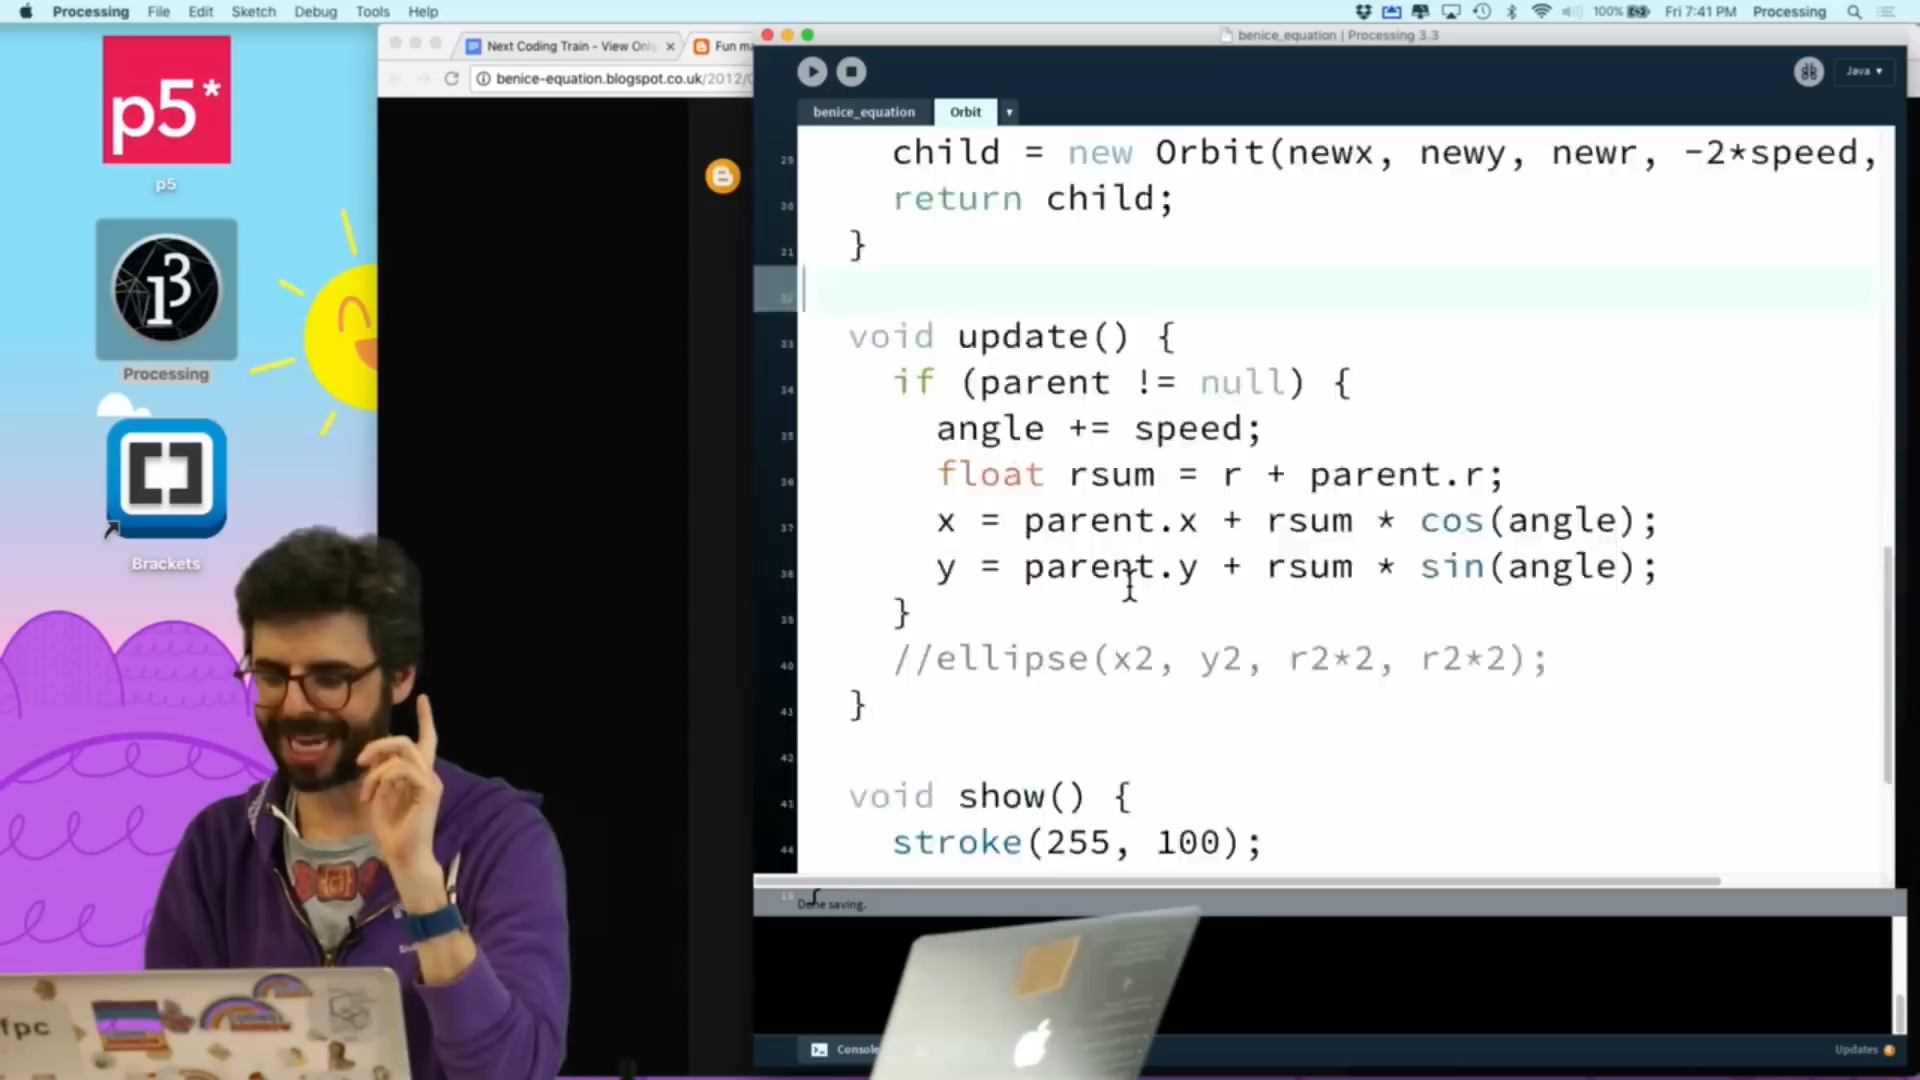 Processing File Edit Sketch Debug Tools Help
100% Fri 7:41 PM Processing
p5*
p5
Processing
Brackets
Next Coding Train - View Only
Fun ma
benice-equation.blogspot.co.uk/2012/0
benice_equation | Processing 3.3
Java
benice_equation Orbit
child = new Orbit(newx, newy, newr, -2*speed,
return child;
}
void update() {
if (parent != null) {
angle += speed;
float rsum = r + parent.r;
x = parent.x + rsum * cos(angle);
y = parent.y + rsum * sin(angle);
}
//ellipse(x2, y2, r2*2, r2*2);
}
void show() {
stroke(255, 100);
Done saving.
Console
Updates
fpc